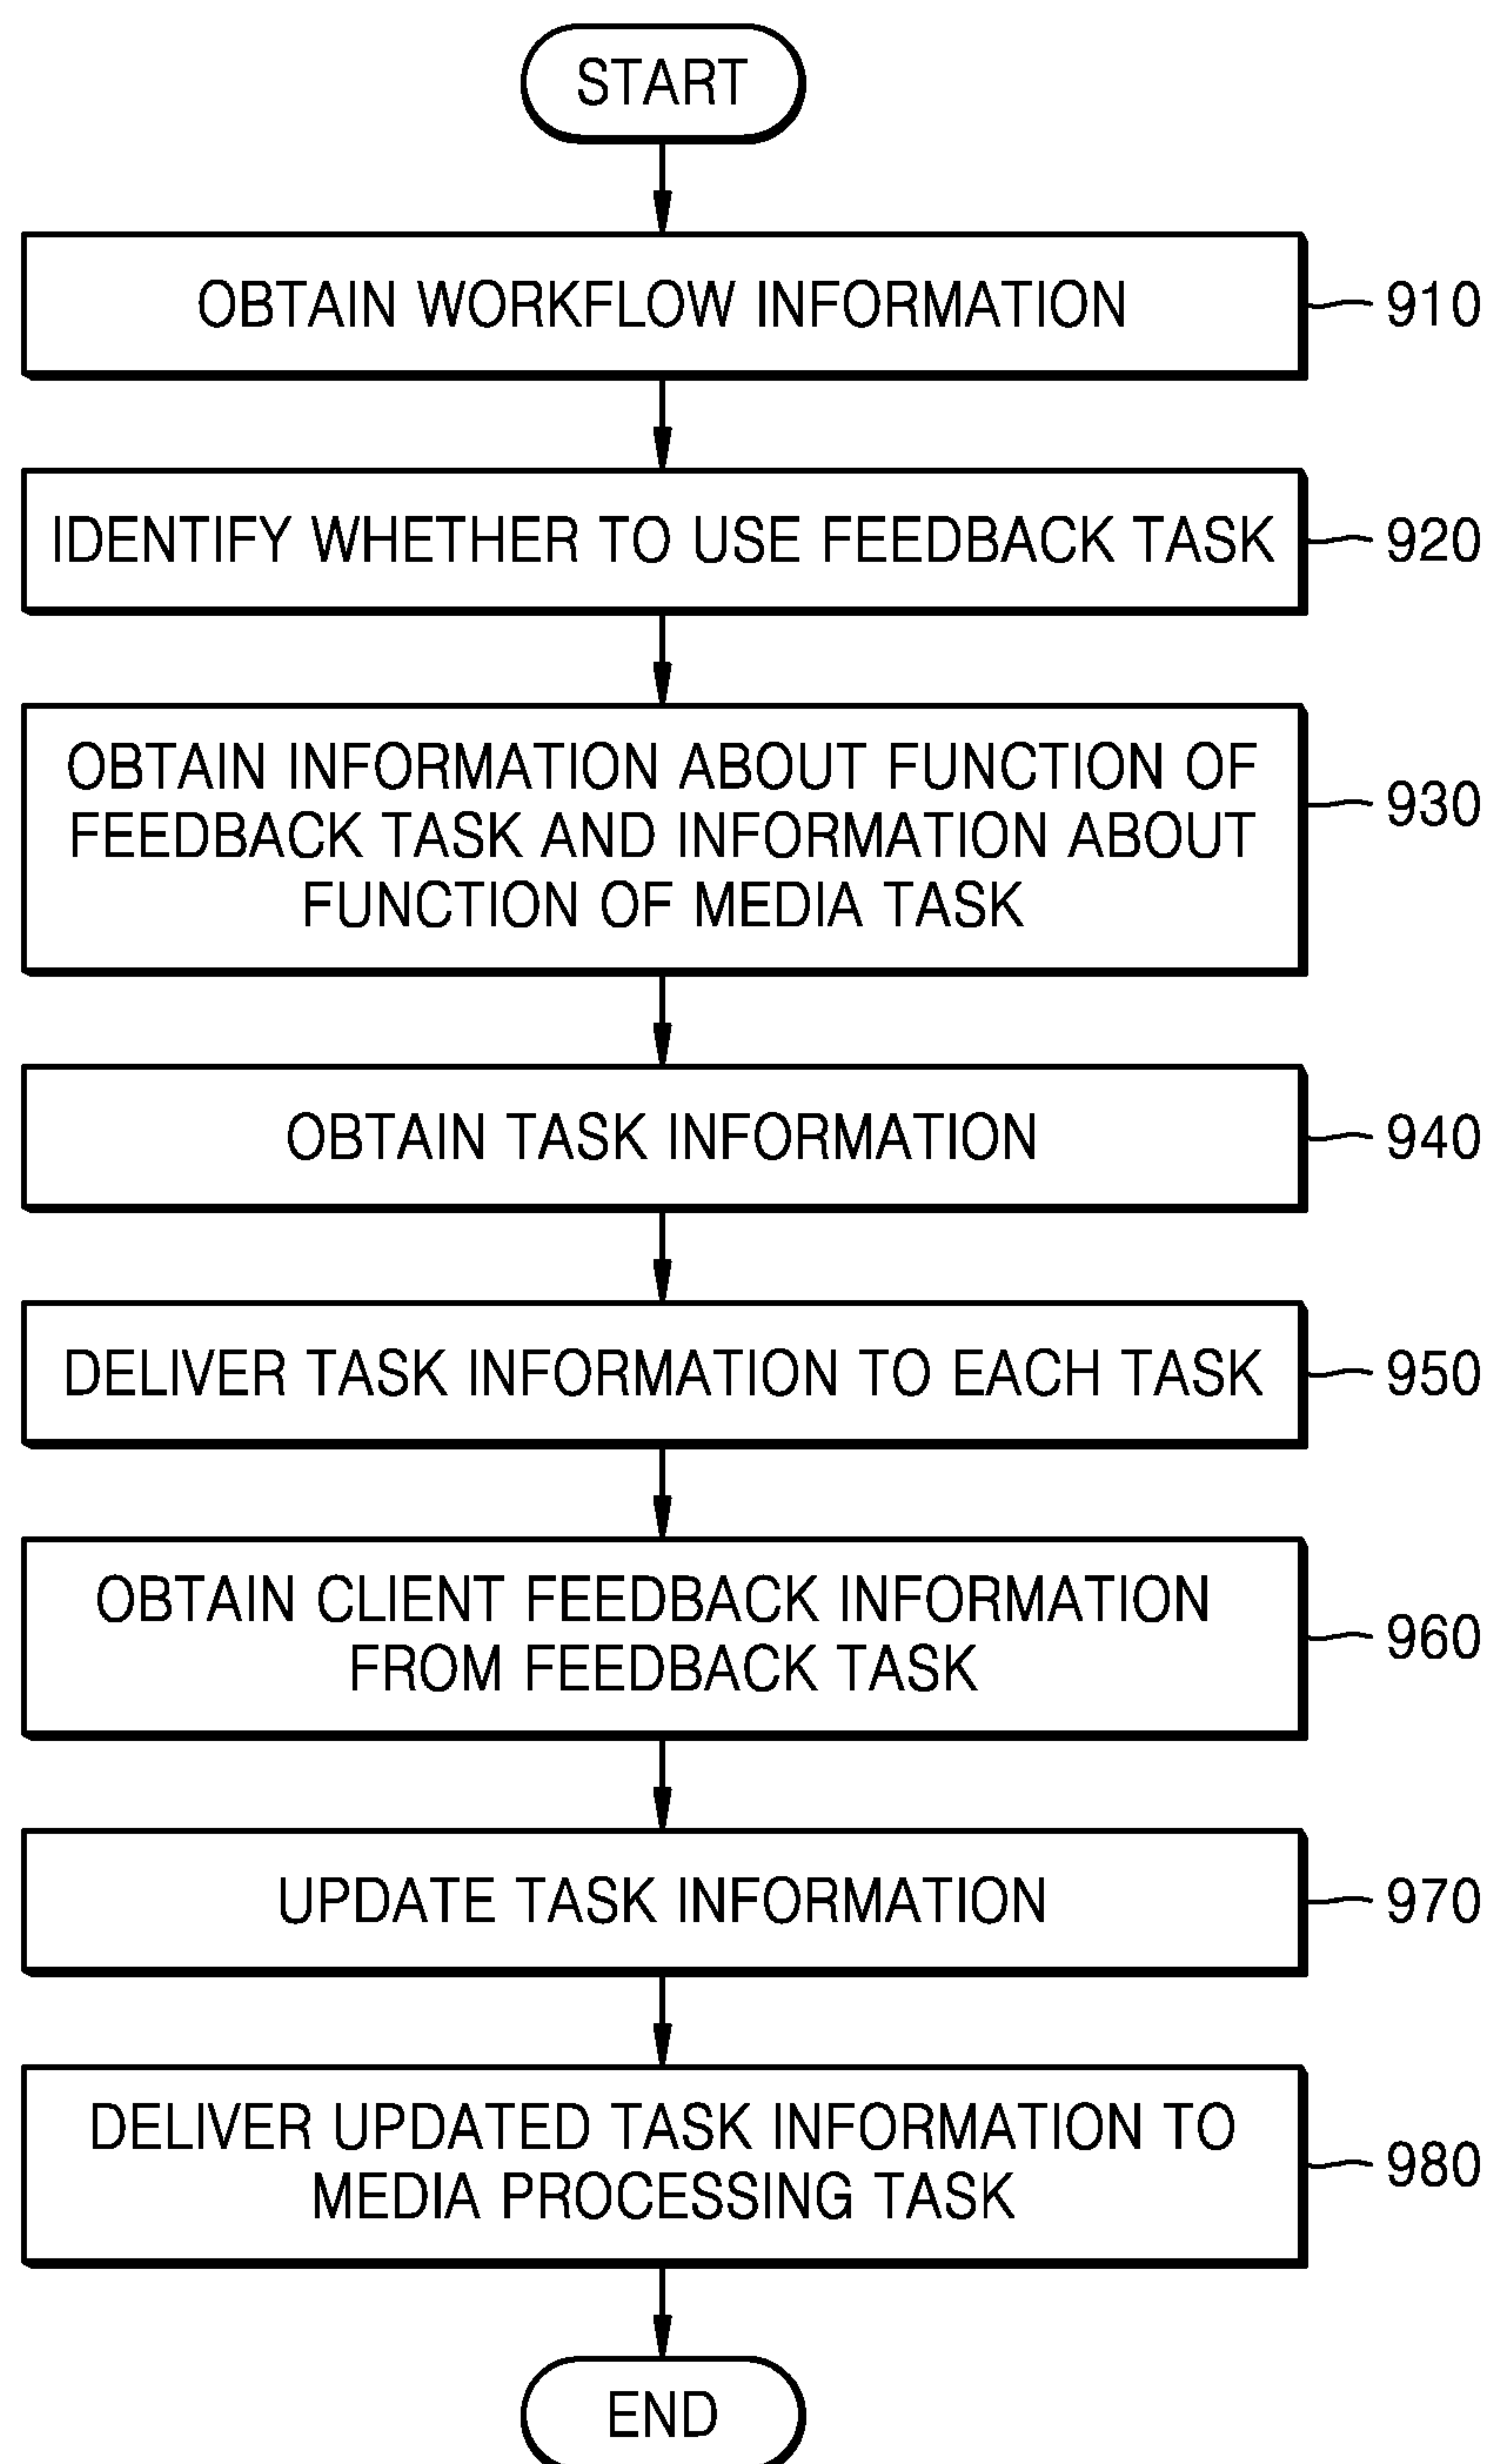 START
OBTAIN WORKFLOW INFORMATION
910
IDENTIFY WHETHER TO USE FEEDBACK TASK
920
OBTAIN INFORMATION ABOUT FUNCTION OF
FEEDBACK TASK AND INFORMATION ABOUT
FUNCTION OF MEDIA TASK
930
OBTAIN TASK INFORMATION
940
DELIVER TASK INFORMATION TO EACH TASK
950
OBTAIN CLIENT FEEDBACK INFORMATION
FROM FEEDBACK TASK
960
UPDATE TASK INFORMATION
970
DELIVER UPDATED TASK INFORMATION TO
MEDIA PROCESSING TASK
980
END